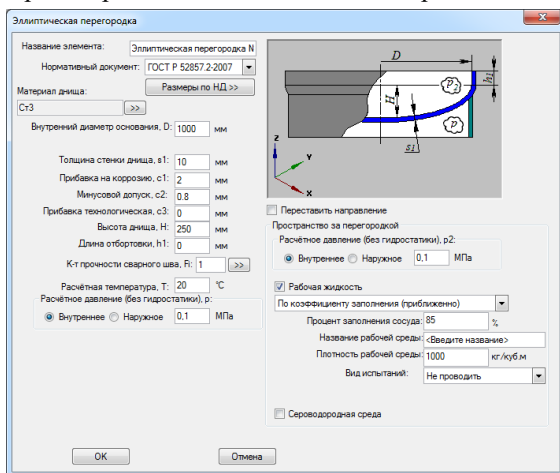 Эллиптическая перегородка
Название элемента: Эллиптическая перегородка N
Нормативный документ: ГОСТ Р 52857.2-2007
Материал днища: Размеры по НД >>
Ст3 >>
Внутренний диаметр основания, D: 1000 мм
Толщина стенки днища, s1: 10 мм
Прибавка на коррозию, c1: 2 мм
Минусовой допуск, c2: 0.8 мм
Прибавка технологическая, c3: 0 мм
Высота днища, H: 250 мм
Длина отбортовки, h1: 0 мм
К-т прочности сварного шва, Fi: 1 >>
Расчётная температура, T: 20 °C
Расчётное давление (без гидростатики), p:
Внутреннее Наружное 0,1 МПа
D
h1
p2
H
p
s1
z
Y
x
Переставить направление
Пространство за перегородкой
Расчётное давление (без гидростатики), p2:
Внутреннее Наружное 0,1 МПа
Рабочая жидкость
По коэффициенту заполнения (приближенно)
Процент заполнения сосуда: 85 %
Название рабочей среды: <Введите название>
Плотность рабочей среды: 1000 кг/куб.м
Вид испытаний: Не проводить
Сероводородная среда
OK Отмена